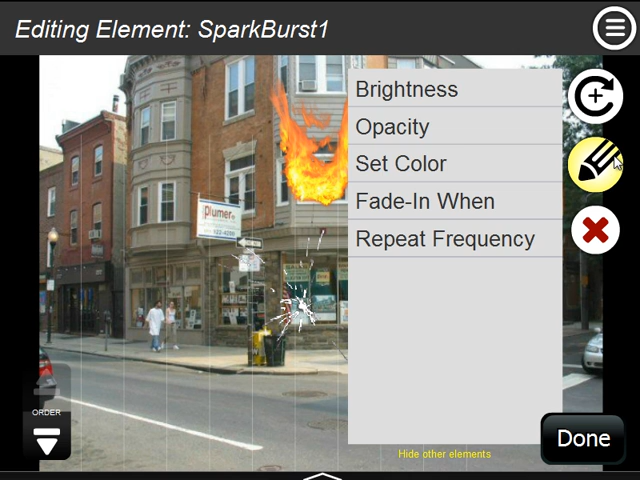 Editing Element: SparkBurst1
Brightness
Opacity
Set Color
Fade-In When
Repeat Frequency
Plumer
ORDER
Done
Hide other elements